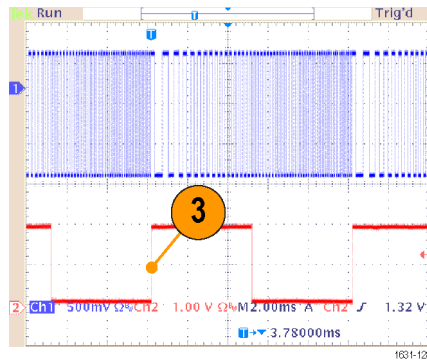 Tek Run Trig'd
T
T
1
3
2 Ch1 500mV Ω Ch2 1.00 V Ω M 2.00ms A Ch2 1.32 V
T 3.78000ms
1631-12